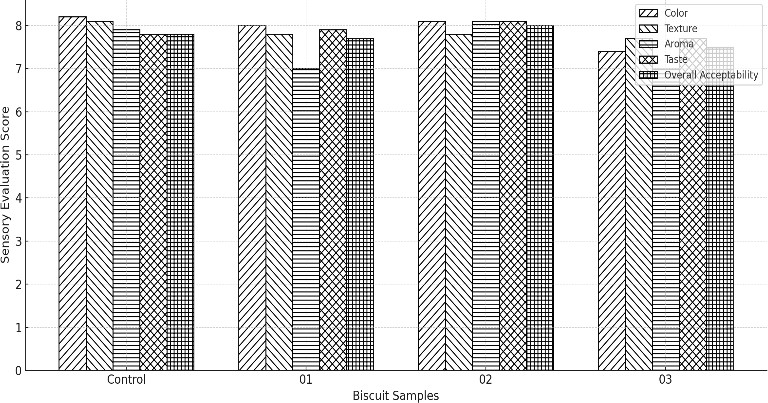 8
7
6
5
4
3
2
1
0
Sensory Evaluation Score
Color
Texture
Aroma
Taste
Overall Acceptability
Control
01
02
03
Biscuit Samples